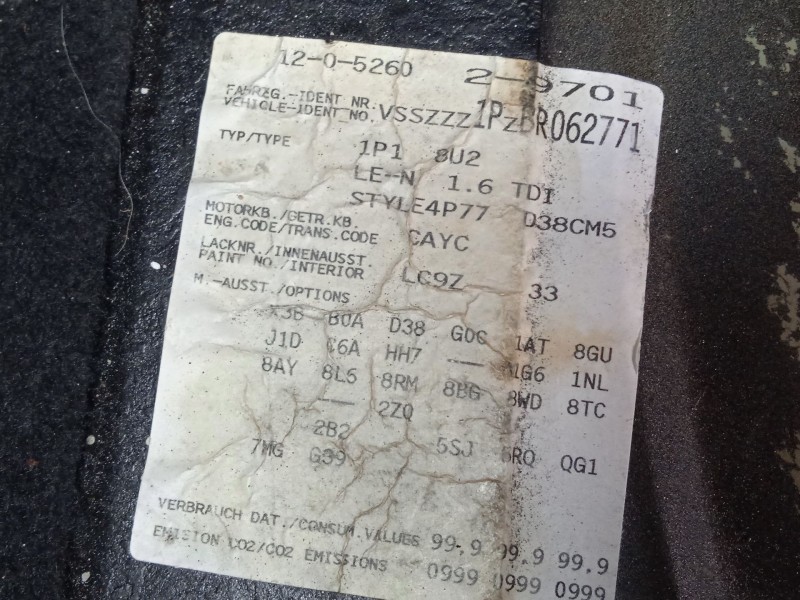 12-0-5260 2-9701
FAHRZG.-IDENT NR.
VEHICLE-IDENT NO. VSSZZZ1PZBR062771
TYP/TYPE 1P1 8U2
LE-N 1.6 TDI
STYLE4P77 D38CM5
MOTORKB./GETR.KB.
ENG.CODE/TRANS.CODE CAYC
LACKNR./INNENAUSST.
PAINT NO./INTERIOR LC9Z 33
M.-AUSST./OPTIONS
X3B B0A D38 G0C 1AT 8GU
J1D C6A HH7 -- 1G6 1NL
8AY 8L6 8RM 8BG 8WD 8TC
-- 2ZQ
2B2 5SJ 6RQ QG1
7MG G39
VERBRAUCH DAT./CONSUM.VALUES 99.9 99.9 99.9
EMISION CO2/CO2 EMISSIONS 0999 0999 0999